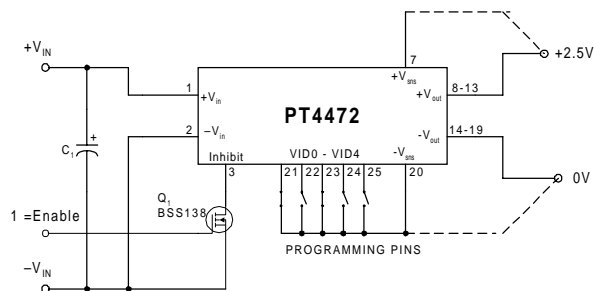 +VIN
7
+Vsns
+2.5V
1
+Vin
+Vout
8-13
PT4472
2
–Vin
-Vout
14-19
C1
+
Inhibit
VID0 - VID4
-Vsns
3
21 22 23 24 25
20
0V
Q1
BSS138
1 =Enable
PROGRAMMING PINS
–VIN